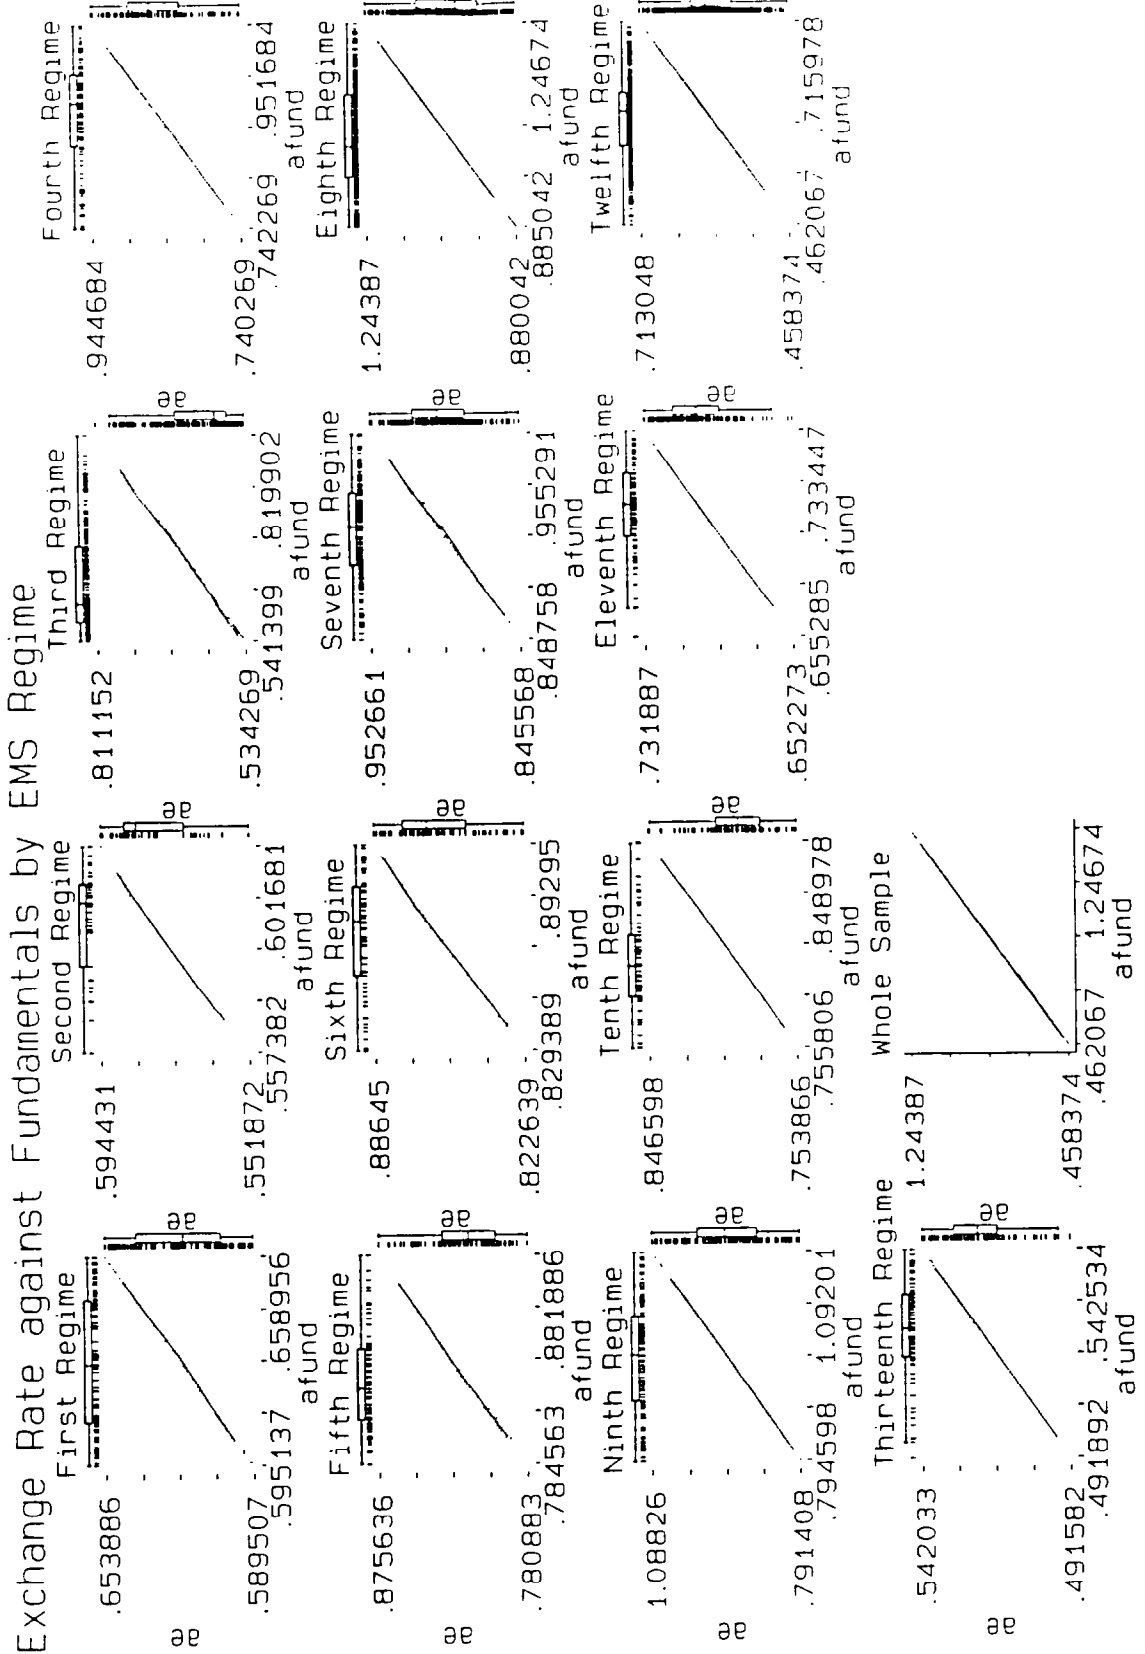 Exchange Rate against Fundamentals by EMS Regime
First Regime
.653886
.589507
.595137 .658956
afund
ae
ae
Second Regime
.594431
.551872
.557382 .601681
afund
ae
Third Regime
.811152
.534269
.541399 .819902
afund
ae
Fourth Regime
.944684
.740269
.742269 .951684
afund
Fifth Regime
.875636
.780883
.784563 .881886
afund
ae
ae
Sixth Regime
.88645
.822639
.829389 .89295
afund
ae
Seventh Regime
.952661
.845568
.848758 .955291
afund
ae
Eighth Regime
1.24387
.880042
.885042 1.24674
afund
Ninth Regime
1.08826
.791408
.794598 1.09201
afund
ae
ae
Tenth Regime
.846598
.753866
.755806 .848978
afund
ae
Eleventh Regime
.731887
.652273
.655285 .733447
afund
ae
Twelfth Regime
.713048
.458374
.462067 .715978
afund
Thirteenth Regime
.542033
.491582
.491892 .542534
afund
ae
ae
Whole Sample
1.24387
.458374
.462067 1.24674
afund